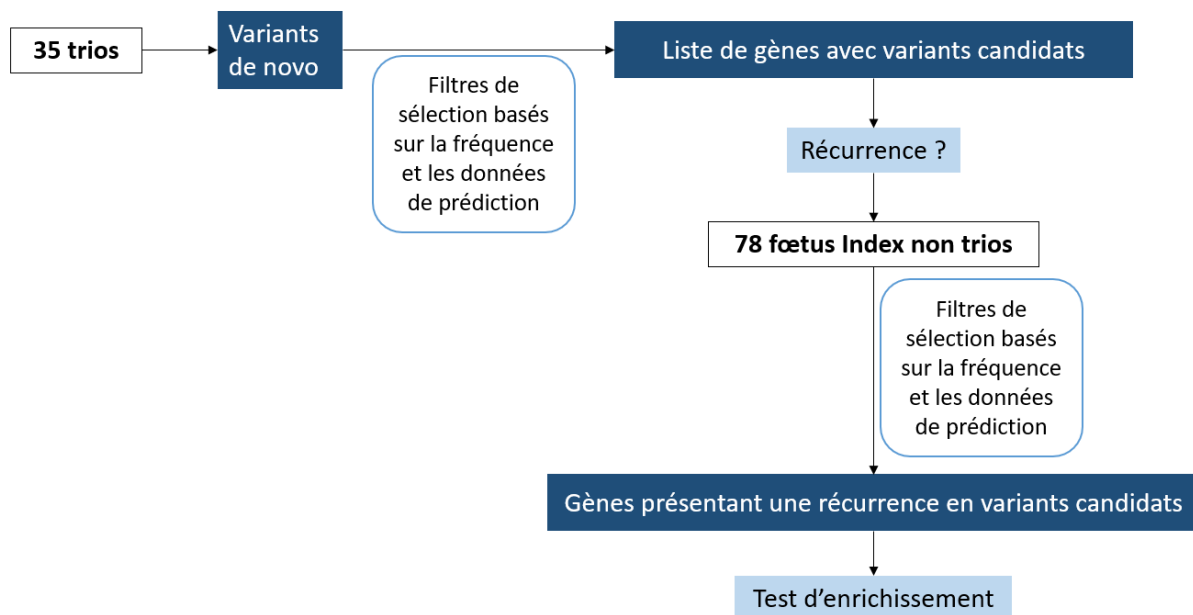 35 trios
Variants
de novo
Filtres de
sélection basés
sur la fréquence
et les données
de prédiction
Liste de gènes avec variants candidats
Récurrence ?
78 fœtus Index non trios
Filtres de
sélection basés
sur la fréquence
et les données
de prédiction
Gènes présentant une récurrence en variants candidats
Test d’enrichissement